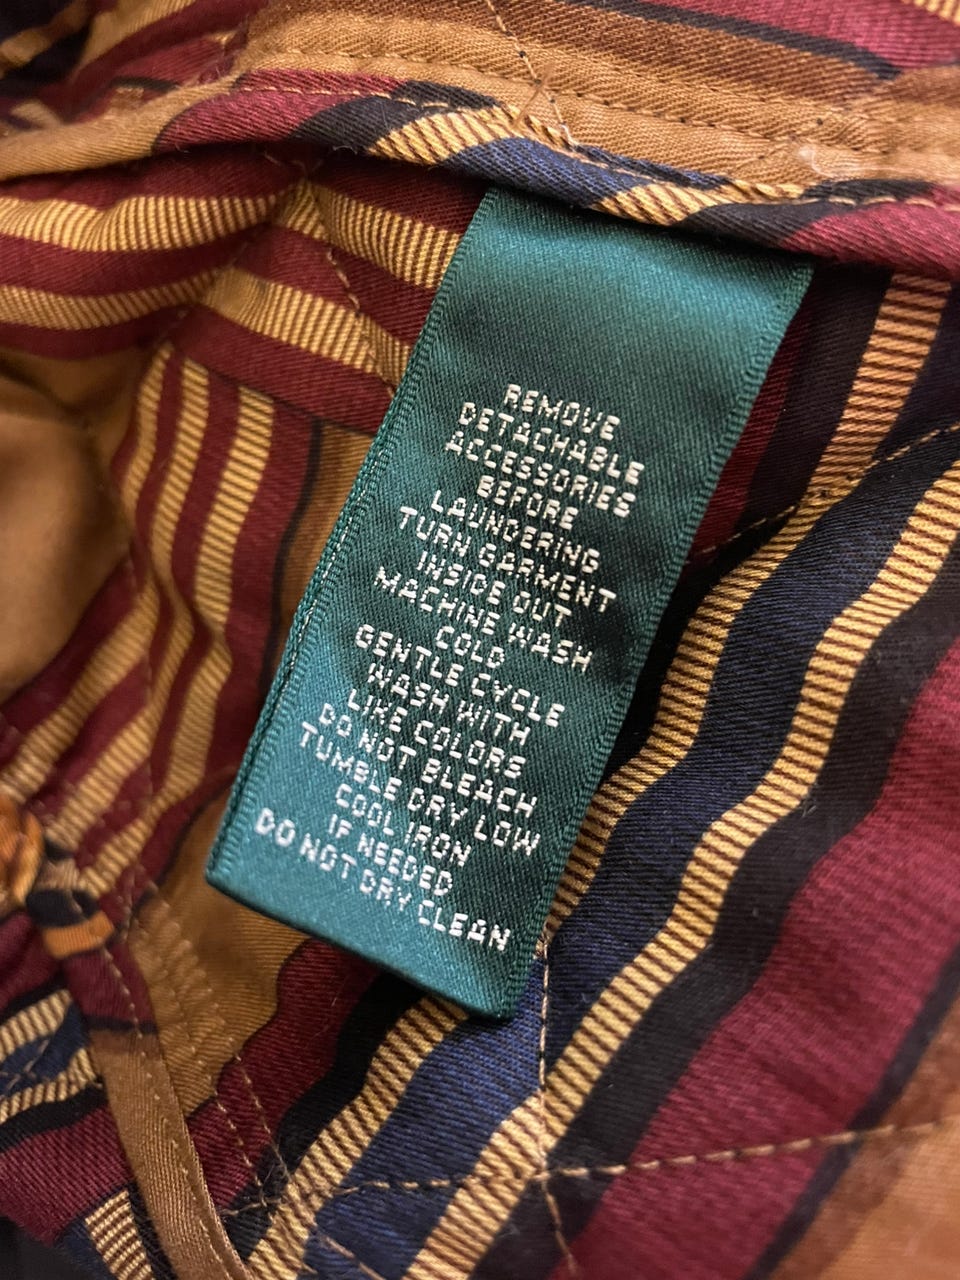 REMOVE
DETACHABLE
ACCESSORIES
BEFORE
LAUNDERING
TURN GARMENT
INSIDE OUT
MACHINE WASH
COLD
GENTLE CYCLE
WASH WITH
LIKE COLORS
DO NOT BLEACH
TUMBLE DRY LOW
COOL IRON
IF NEEDED
DO NOT DRY CLEAN